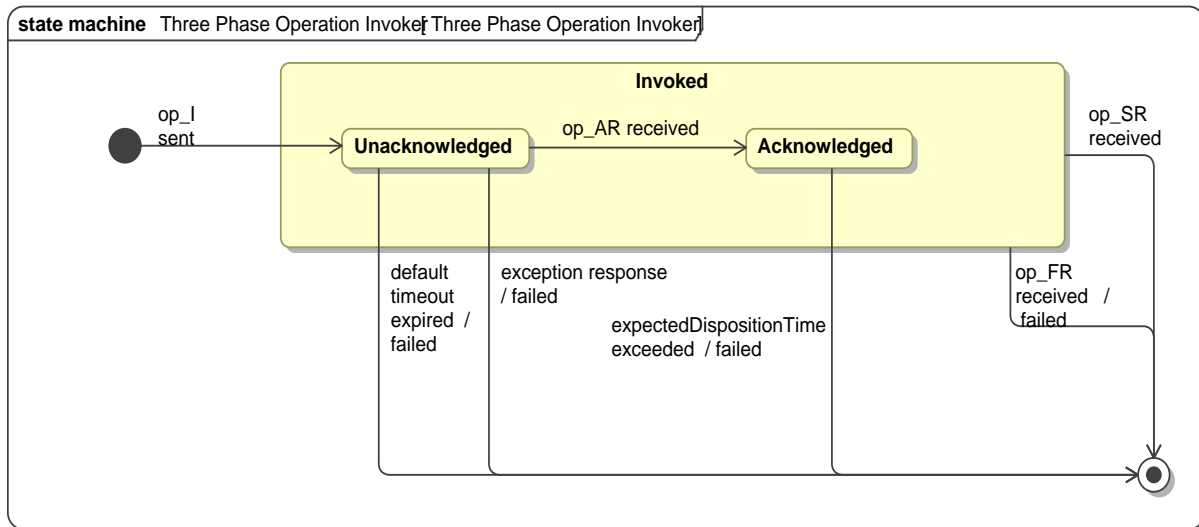 state machine Three Phase Operation Invoker[ Three Phase Operation Invoker]
Invoked
op_I
sent
Unacknowledged
op_AR received
Acknowledged
op_SR
received
default
timeout
expired /
failed
exception response
/ failed
expectedDispositionTime
exceeded / failed
op_FR
received /
failed